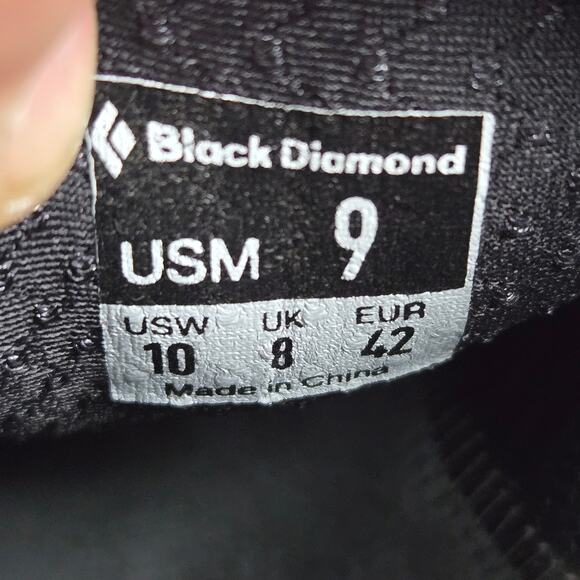 Black Diamond
USM 9
USW UK EUR
10 8 42
Made in China